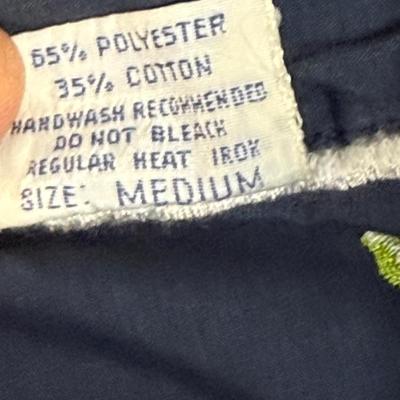 65% POLYESTER
35% COTTON
HANDWASH RECOMMENDED
DO NOT BLEACH
REGULAR HEAT IRON
SIZE: MEDIUM